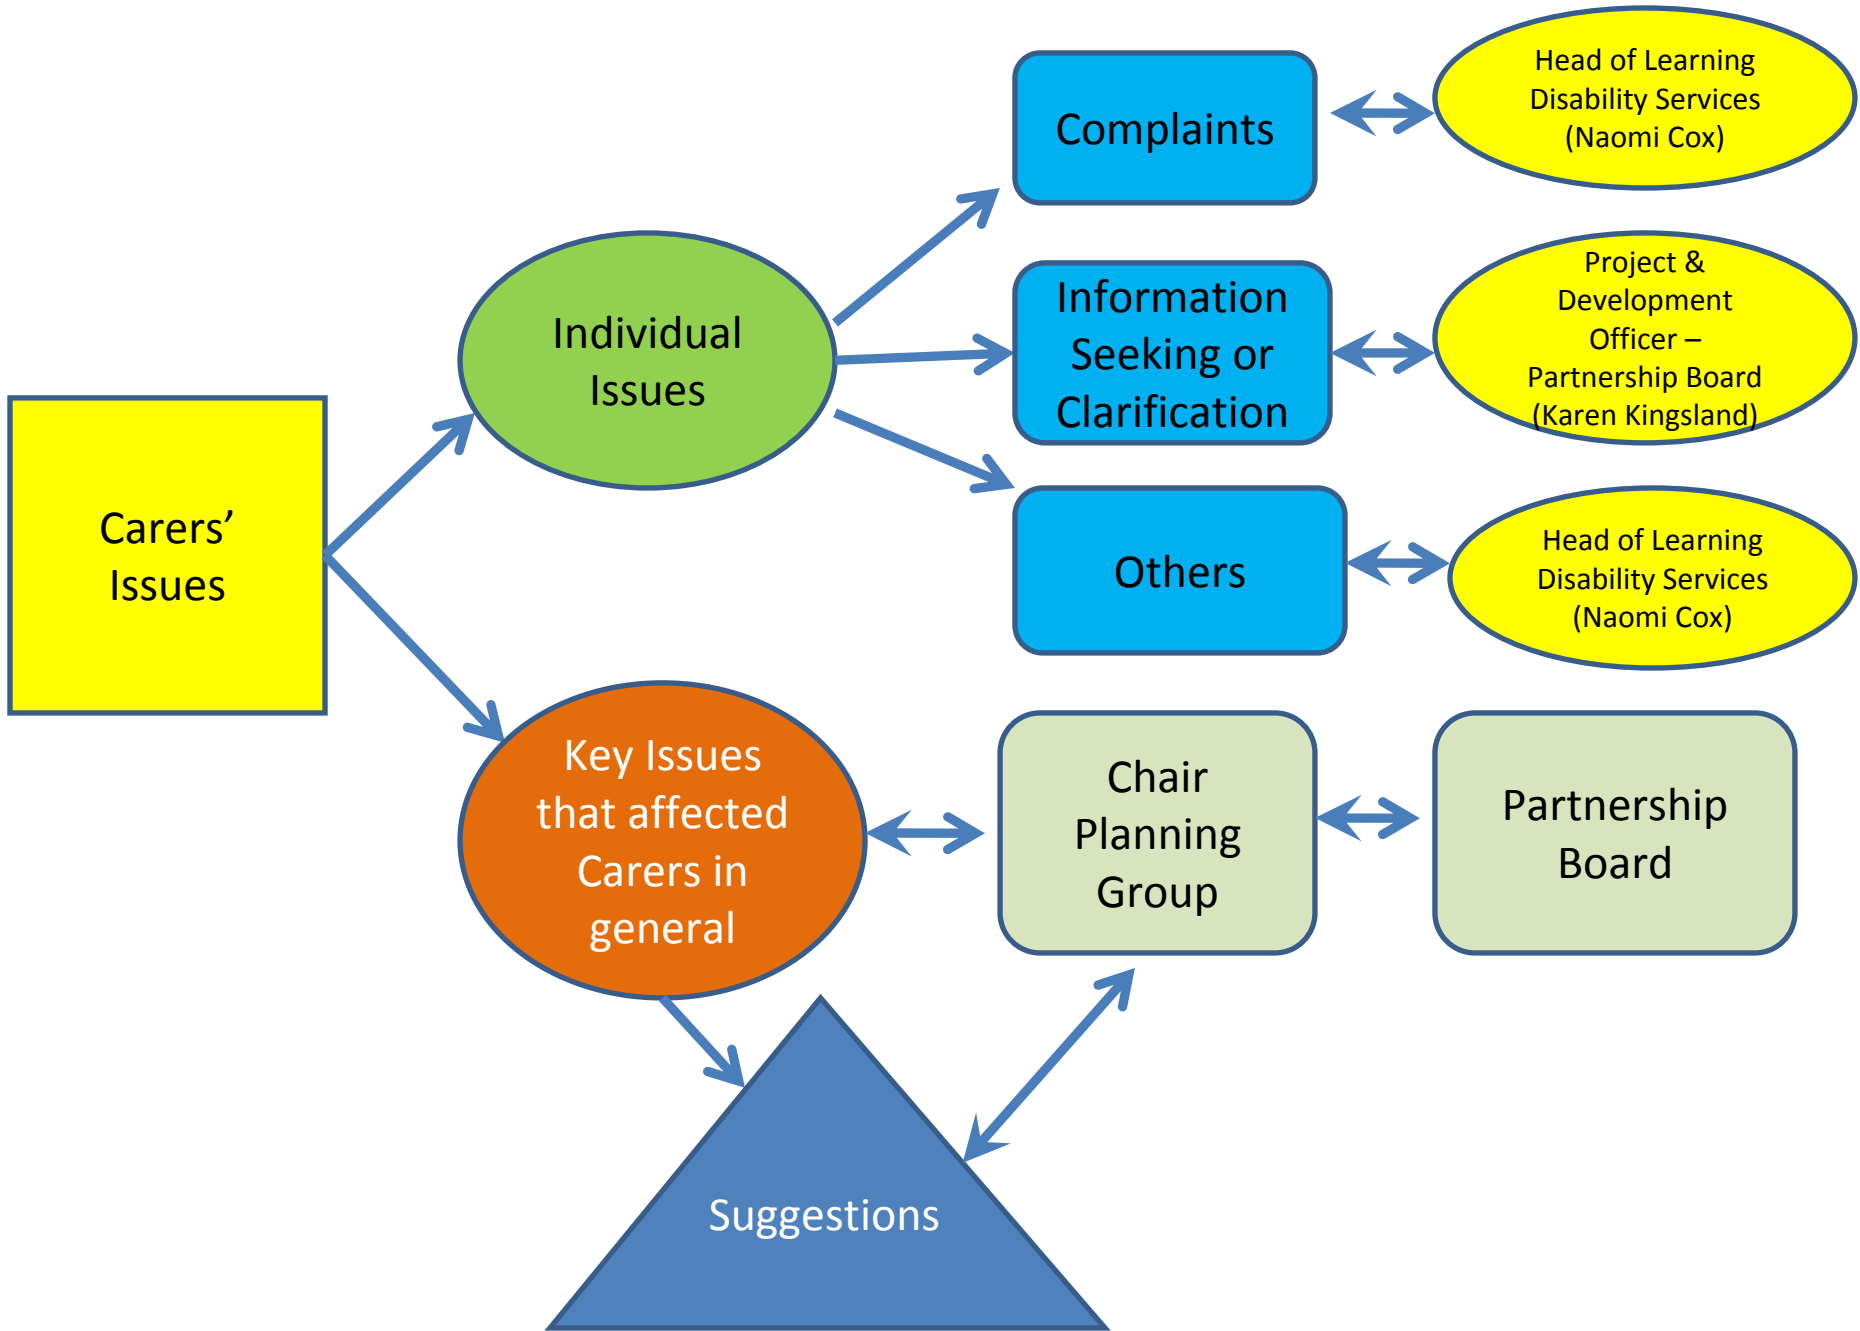 Carers’
Issues
Individual
Issues
Complaints
Head of Learning
Disability Services
(Naomi Cox)
Information
Seeking or
Clarification
Project &
Development
Officer –
Partnership Board
(Karen Kingsland)
Others
Head of Learning
Disability Services
(Naomi Cox)
Key Issues
that affected
Carers in
general
Chair
Planning
Group
Partnership
Board
Suggestions